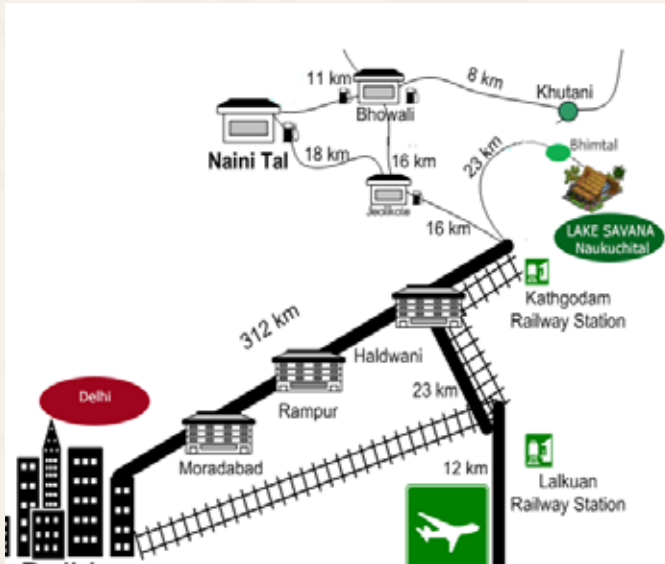 11 km
8 km
Khutani
Bhowali
Bhimtal
Naini Tal
18 km
16 km
23 km
Jeolikote
16 km
LAKE SAVANA
Naukuchital
Kathgodam
Railway Station
312 km
Haldwani
23 km
Delhi
Rampur
Moradabad
12 km
Lalkuan
Railway Station